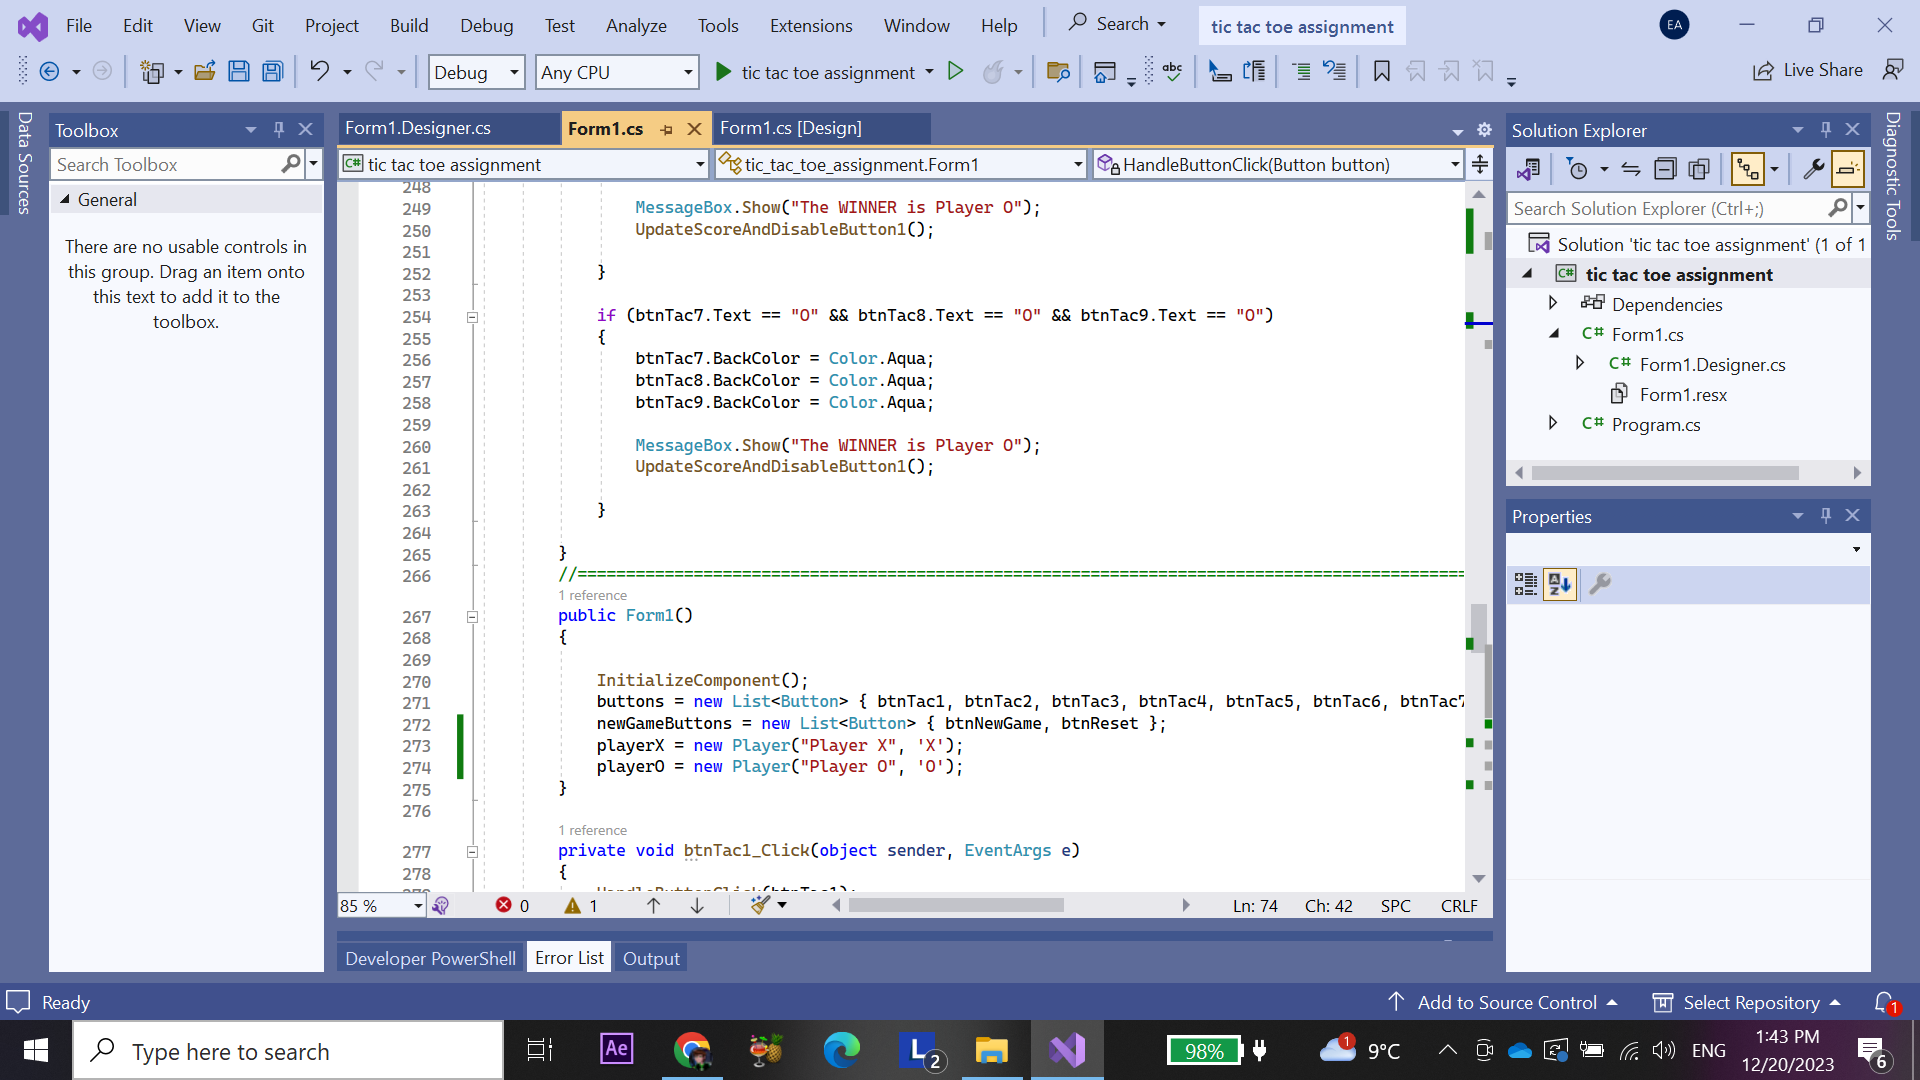 File Edit View Git Project Build Debug Test Analyze Tools Extensions Window Help Search tic tac toe assignment EA
Debug Any CPU tic tac toe assignment abc Live Share
Data Sources
Toolbox
Search Toolbox
General
There are no usable controls in
this group. Drag an item onto
this text to add it to the
toolbox.
Form1.Designer.cs Form1.cs Form1.cs [Design]
C# tic tac toe assignment tic_tac_toe_assignment.Form1 HandleButtonClick(Button button)
248
249 MessageBox.Show("The WINNER is Player O");
250 UpdateScoreAndDisableButton1();
251
252 }
253
254 if (btnTac7.Text == "O" && btnTac8.Text == "O" && btnTac9.Text == "O")
255 {
256 btnTac7.BackColor = Color.Aqua;
257 btnTac8.BackColor = Color.Aqua;
258 btnTac9.BackColor = Color.Aqua;
259
260 MessageBox.Show("The WINNER is Player O");
261 UpdateScoreAndDisableButton1();
262
263 }
264
265 }
266 //============================================================================================
1 reference
267 public Form1()
268 {
269
270 InitializeComponent();
271 buttons = new List<Button> { btnTac1, btnTac2, btnTac3, btnTac4, btnTac5, btnTac6, btnTac7
272 newGameButtons = new List<Button> { btnNewGame, btnReset };
273 playerX = new Player("Player X", 'X');
274 playerO = new Player("Player O", 'O');
275 }
276
1 reference
277 private void btnTac1_Click(object sender, EventArgs e)
278 {
HandleButtonClick(btnTac1);
85 % 0 1 Ln: 74 Ch: 42 SPC CRLF
Developer PowerShell Error List Output
Solution Explorer
Search Solution Explorer (Ctrl+;)
Solution 'tic tac toe assignment' (1 of 1
C# tic tac toe assignment
Dependencies
C# Form1.cs
C# Form1.Designer.cs
Form1.resx
C# Program.cs
Properties
Diagnostic Tools
Ready Add to Source Control Select Repository 1
Type here to search Ae L 2 98% 1 9°C ENG 1:43 PM
12/20/2023 6